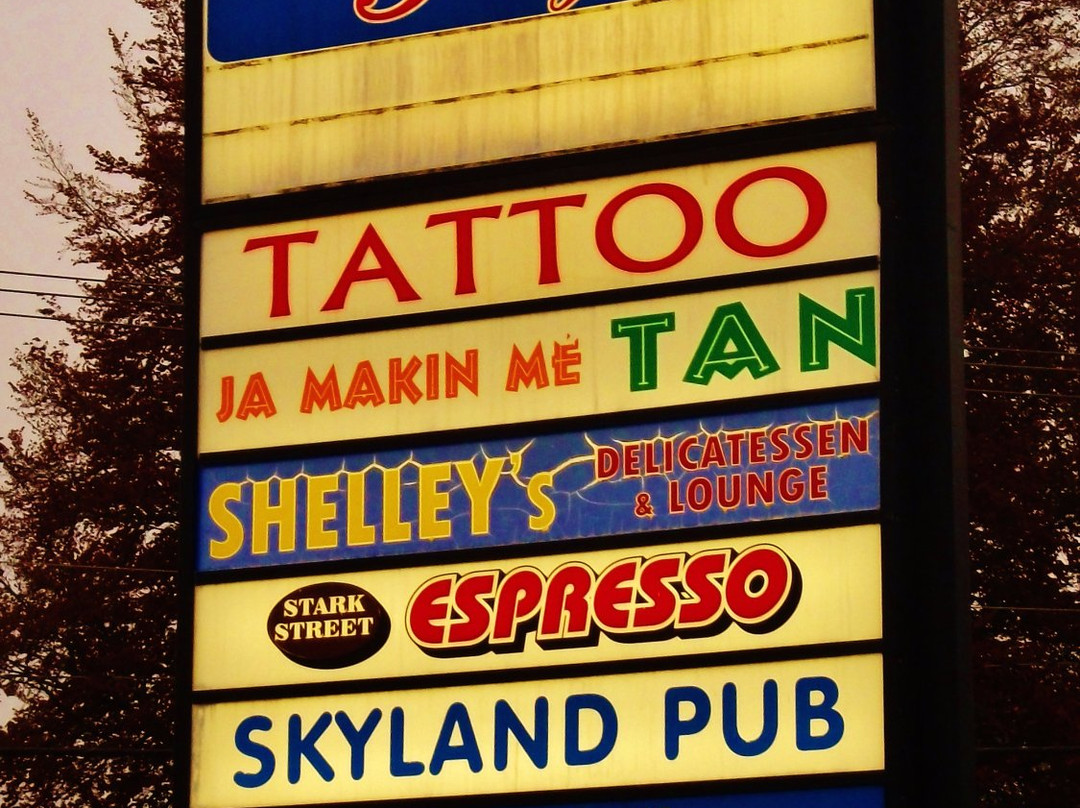 TATTOO
JA MAKIN ME TAN
SHELLEY's DELICATESSEN
& LOUNGE
STARK
STREET
ESPRESSO
SKYLAND PUB